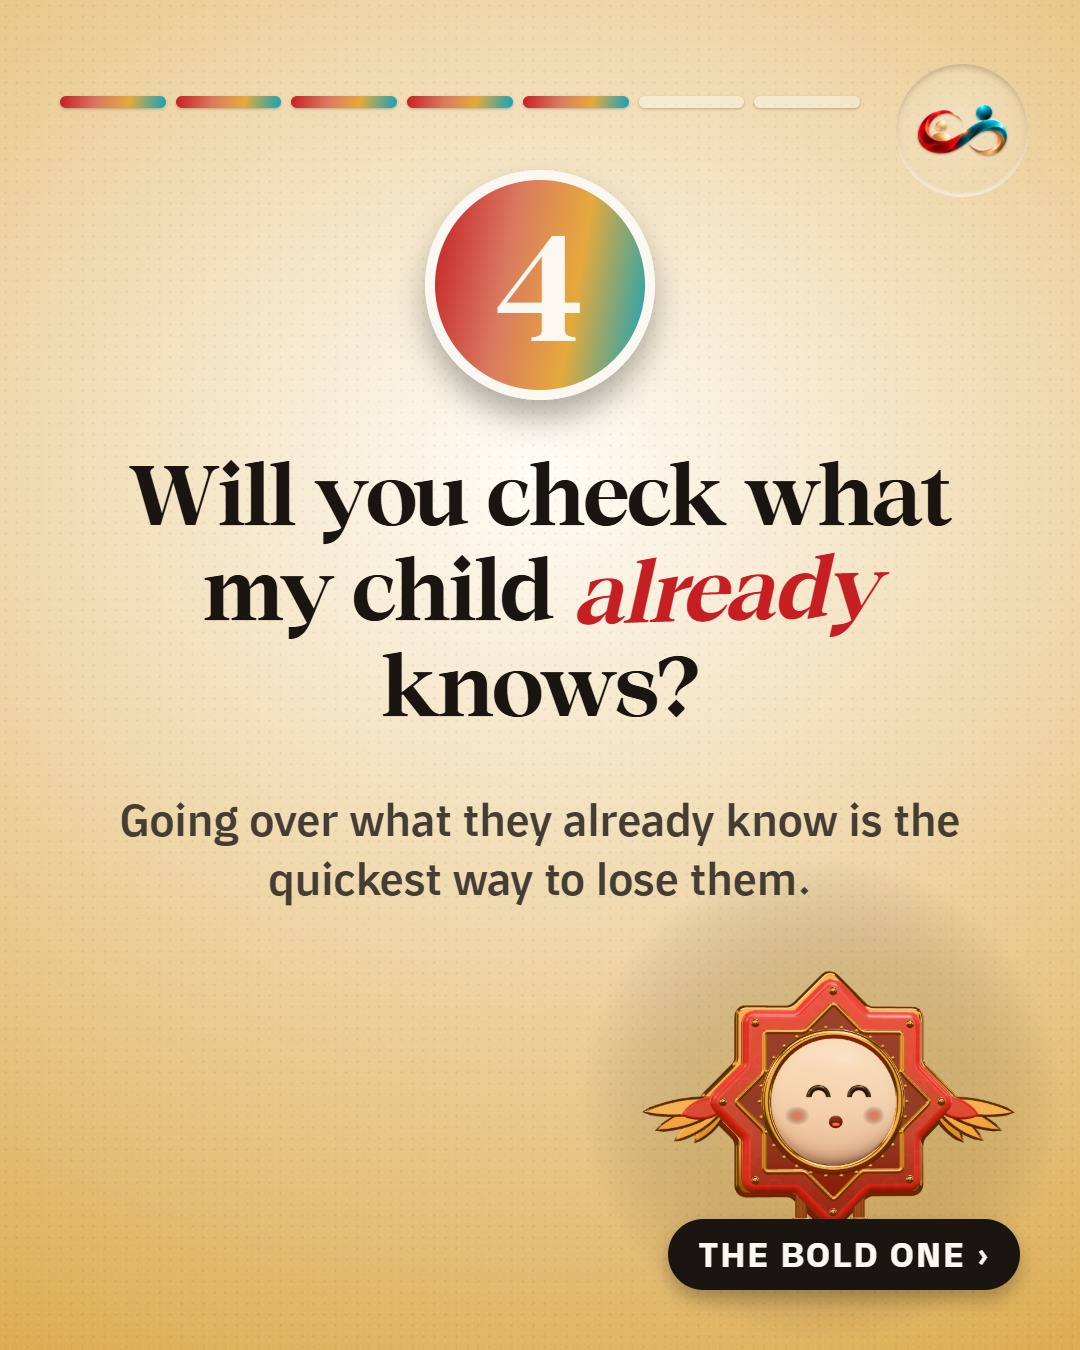 4
Will you check what
my child already
knows?
Going over what they already know is the
quickest way to lose them.
THE BOLD ONE ›